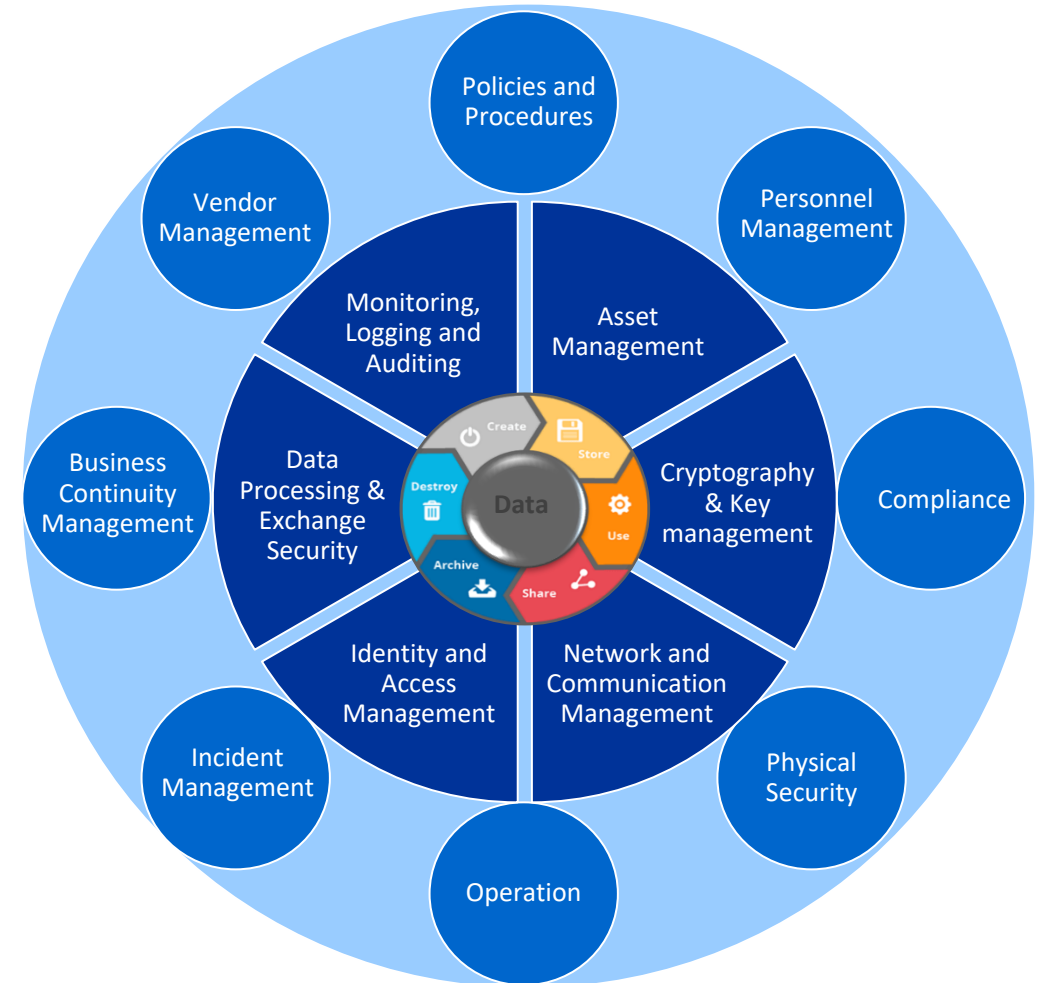 Policies and
Procedures
Personnel
Management
Compliance
Physical
Security
Operation
Incident
Management
Business
Continuity
Management
Vendor
Management
Monitoring,
Logging and
Auditing
Asset
Management
Cryptography
& Key
management
Network and
Communication
Management
Identity and
Access
Management
Data
Processing &
Exchange
Security
Create
Store
Use
Share
Archive
Destroy
Data